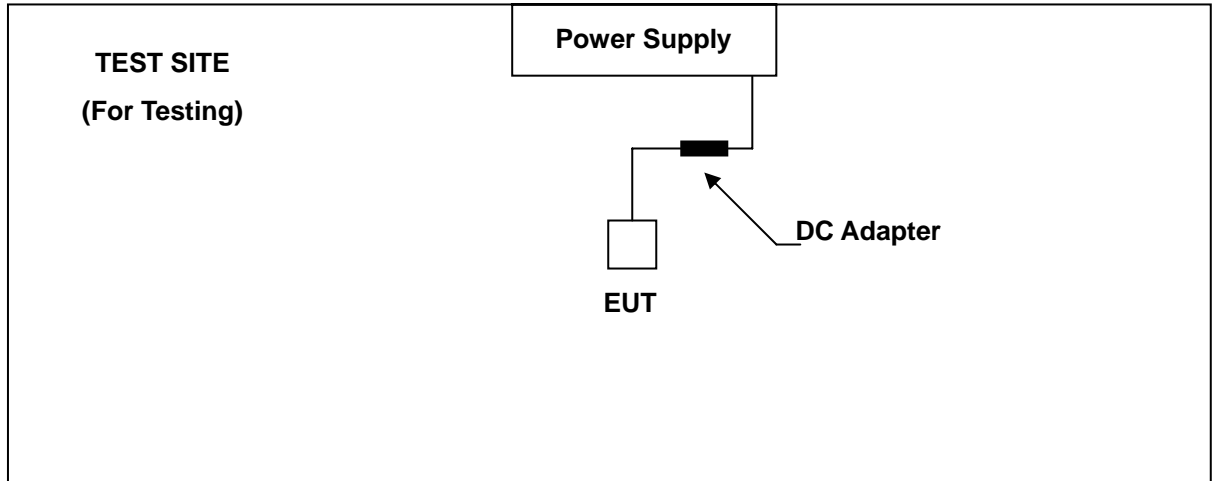 TEST SITE
(For Testing)
Power Supply
DC Adapter
EUT